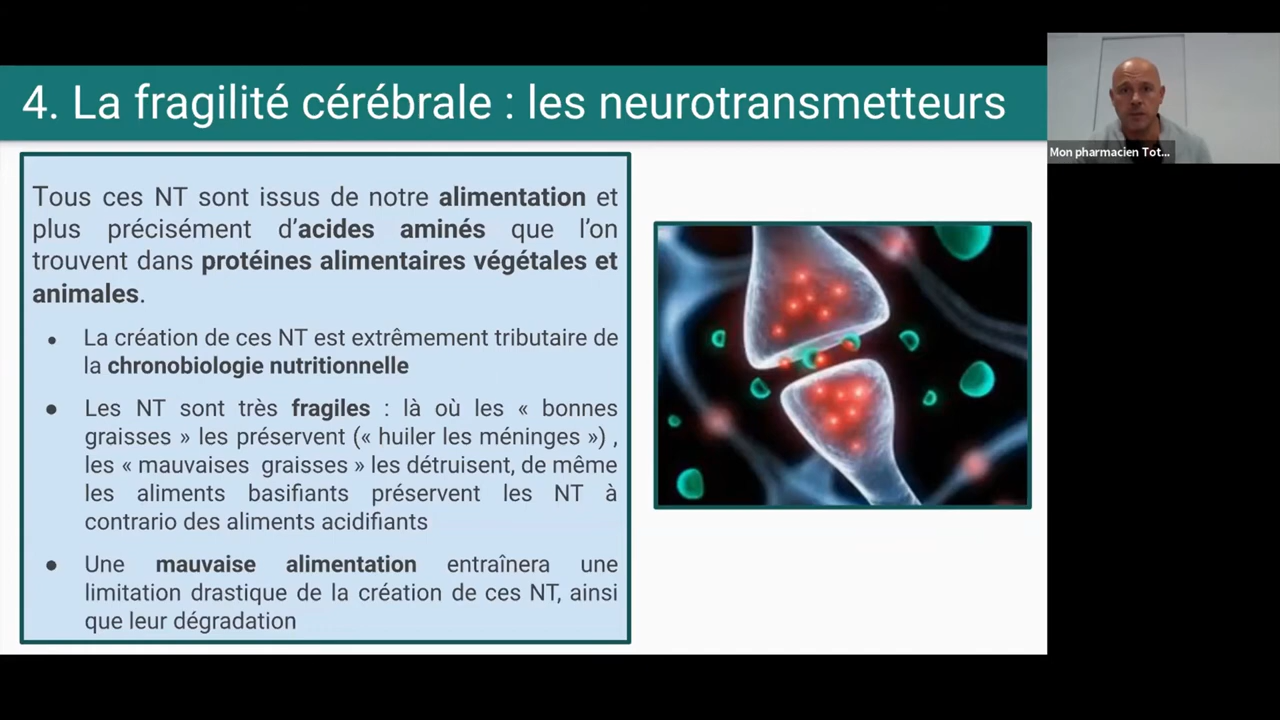 4. La fragilité cérébrale : les neurotransmetteurs
Tous ces NT sont issus de notre alimentation et
plus précisément d'acides aminés que l'on
trouvent dans protéines alimentaires végétales et
animales.
• La création de ces NT est extrêmement tributaire de
la chronobiologie nutritionnelle
• Les NT sont très fragiles : là où les « bonnes
graisses » les préservent (« huiler les méninges ») ,
les « mauvaises graisses » les détruisent, de même
les aliments basifiants préservent les NT à
contrario des aliments acidifiants
• Une mauvaise alimentation entraînera une
limitation drastique de la création de ces NT, ainsi
que leur dégradation
Mon pharmacien Tot...